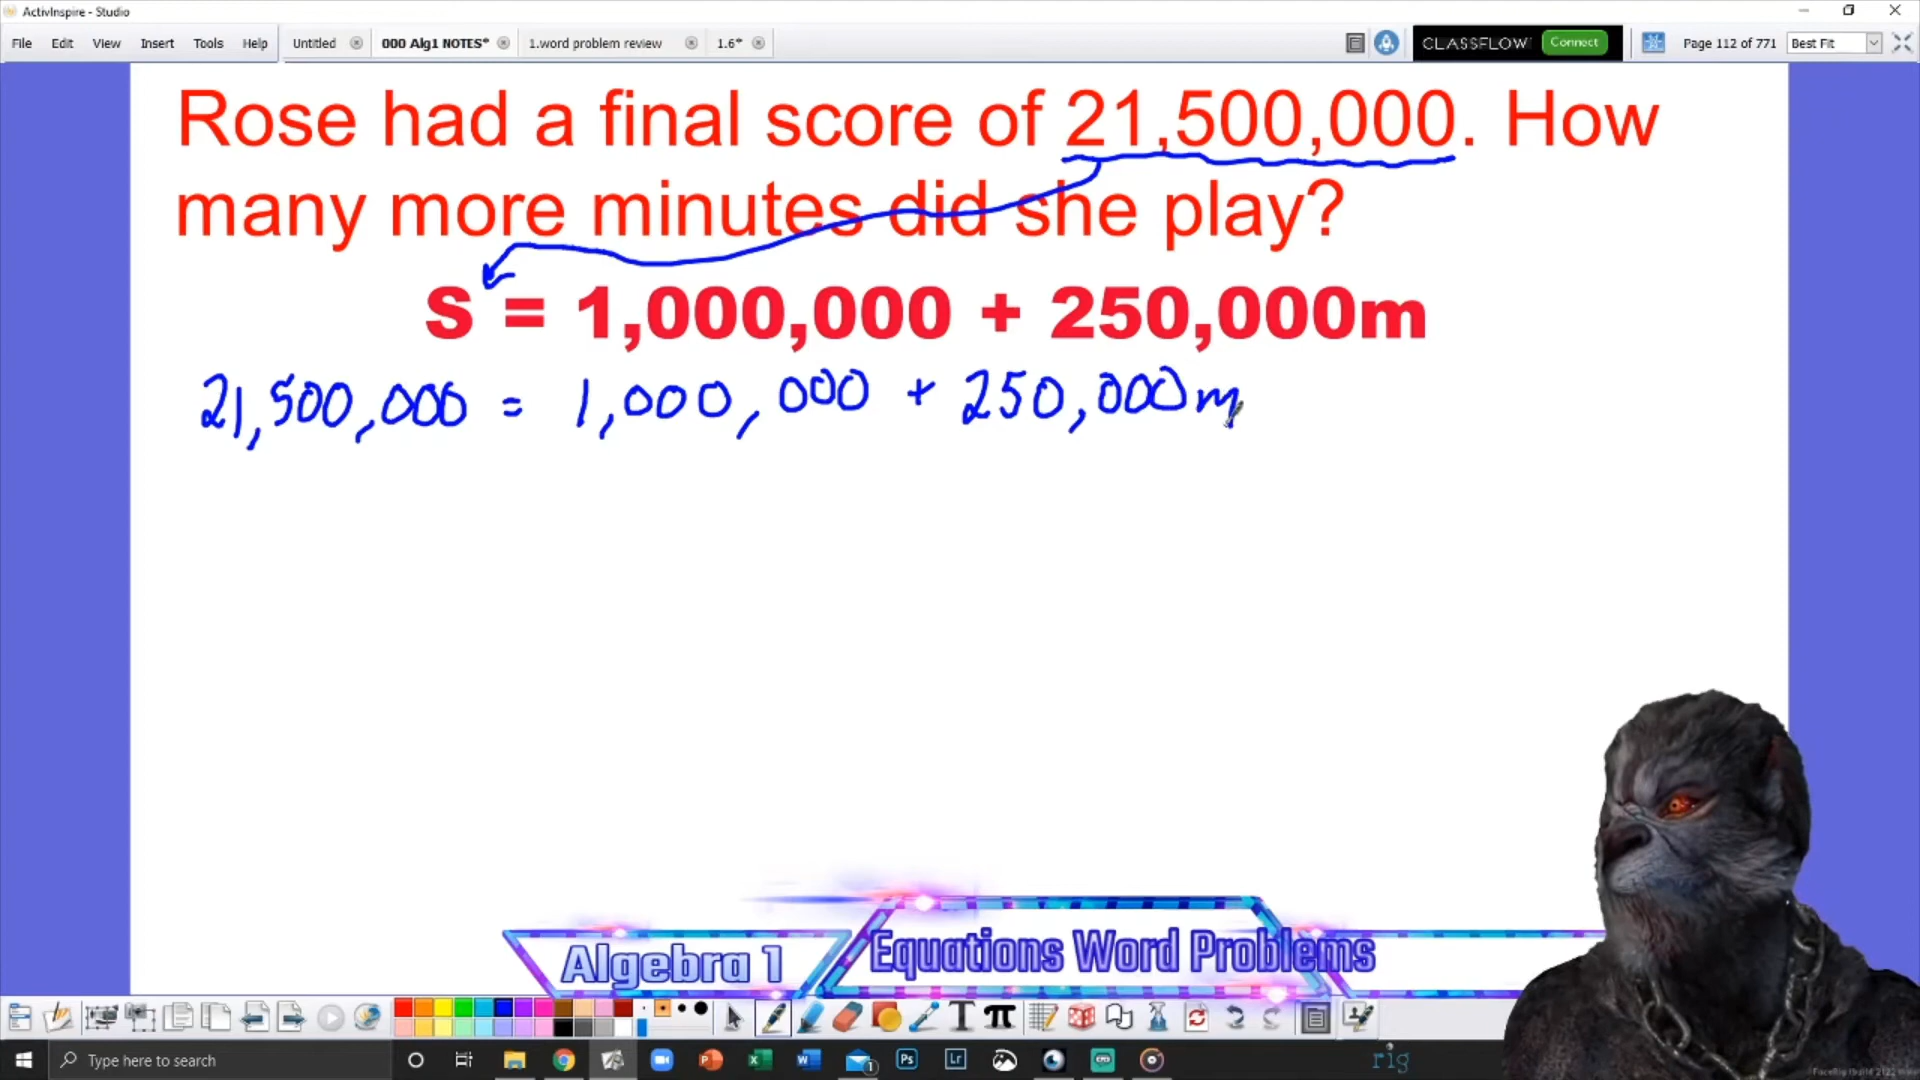 ActivInspire - Studio
File Edit View Insert Tools Help Untitled 000 Alg1 NOTES* 1.word problem review 1.6* CLASSFLOW Connect Page 112 of 771 Best Fit
Rose had a final score of 21,500,000. How
many more minutes did she play?
S = 1,000,000 + 250,000m
21,500,000 = 1,000,000 + 250,000m
Algebra 1 Equations Word Problems
Type here to search
rig